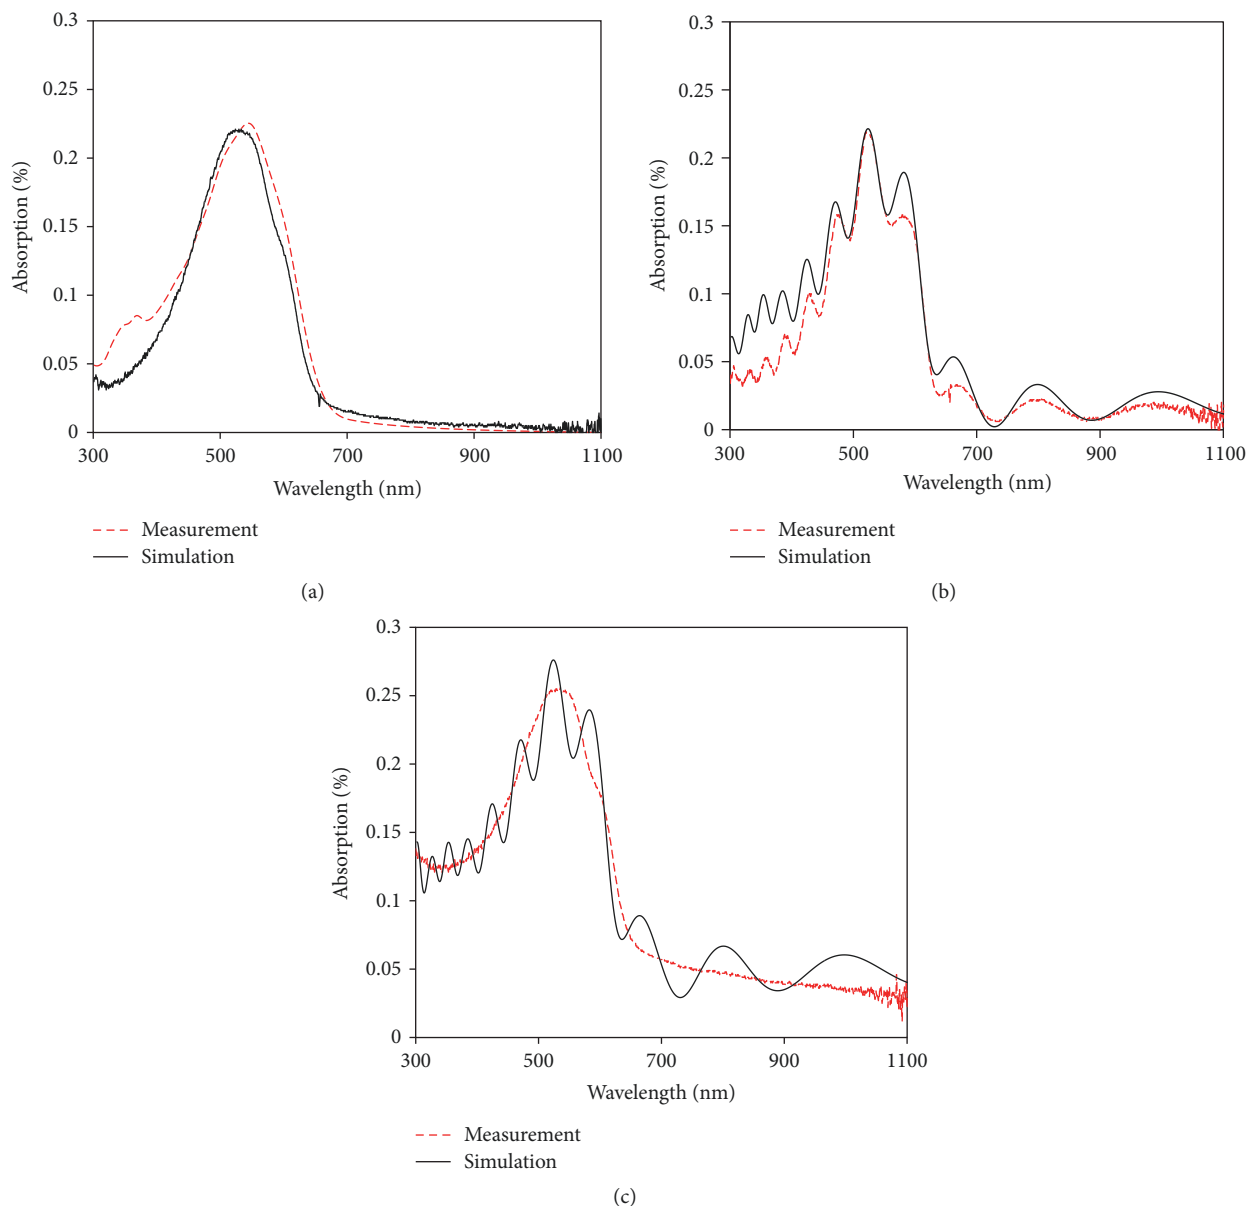 0.3
0.25
0.2
0.15
0.1
0.05
0
Absorption (%)
300 500 700 900 1100
Wavelength (nm)
Measurement
Simulation
(a)
0.3
0.25
0.2
0.15
0.1
0.05
0
Absorption (%)
300 500 700 900 1100
Wavelength (nm)
Measurement
Simulation
(b)
0.3
0.25
0.2
0.15
0.1
0.05
0
Absorption (%)
300 500 700 900 1100
Wavelength (nm)
Measurement
Simulation
(c)